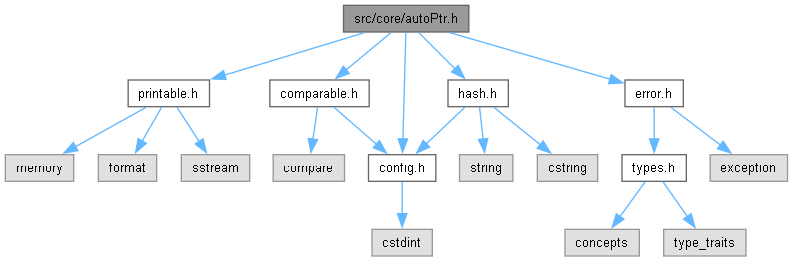 src/core/autoPtr.h
printable.h
comparable.h
hash.h
error.h
memory
format
sstream
compare
config.h
string
cstring
types.h
exception
cstdint
concepts
type_traits